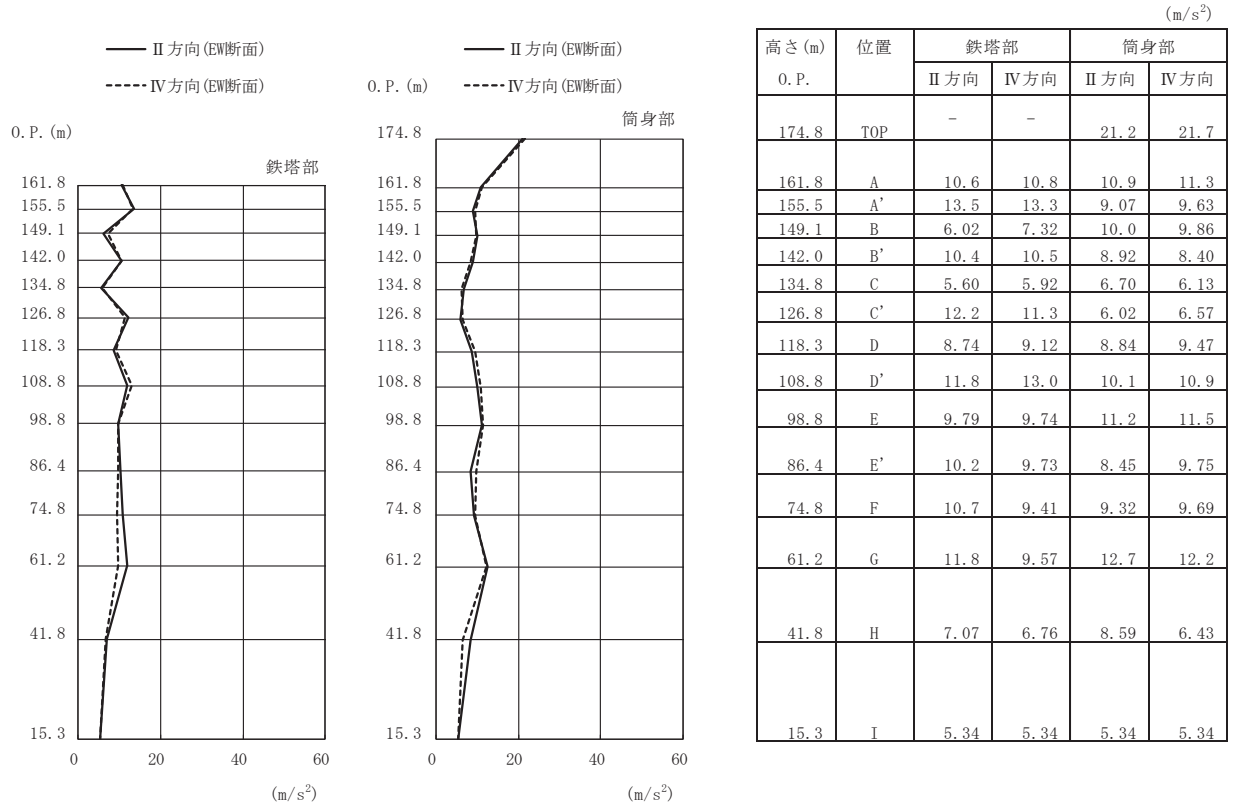 II 方向(EW断面)
IV方向(EW断面)
O.P.(m)
鉄塔部
161.8
155.5
149.1
142.0
134.8
126.8
118.3
108.8
98.8
86.4
74.8
61.2
41.8
15.3
0 20 40 60
(m/s²)
II 方向(EW断面)
O.P.(m) IV方向(EW断面)
筒身部
174.8
161.8
155.5
149.1
142.0
134.8
126.8
118.3
108.8
98.8
86.4
74.8
61.2
41.8
15.3
0 20 40 60
(m/s²)
(m/s²)
高さ(m) 位置 鉄塔部 筒身部
O.P. II方向 IV方向 II方向 IV方向
174.8 TOP - - 21.2 21.7
161.8 A 10.6 10.8 10.9 11.3
155.5 A' 13.5 13.3 9.07 9.63
149.1 B 6.02 7.32 10.0 9.86
142.0 B' 10.4 10.5 8.92 8.40
134.8 C 5.60 5.92 6.70 6.13
126.8 C' 12.2 11.3 6.02 6.57
118.3 D 8.74 9.12 8.84 9.47
108.8 D' 11.8 13.0 10.1 10.9
98.8 E 9.79 9.74 11.2 11.5
86.4 E' 10.2 9.73 8.45 9.75
74.8 F 10.7 9.41 9.32 9.69
61.2 G 11.8 9.57 12.7 12.2
41.8 H 7.07 6.76 8.59 6.43
15.3 I 5.34 5.34 5.34 5.34